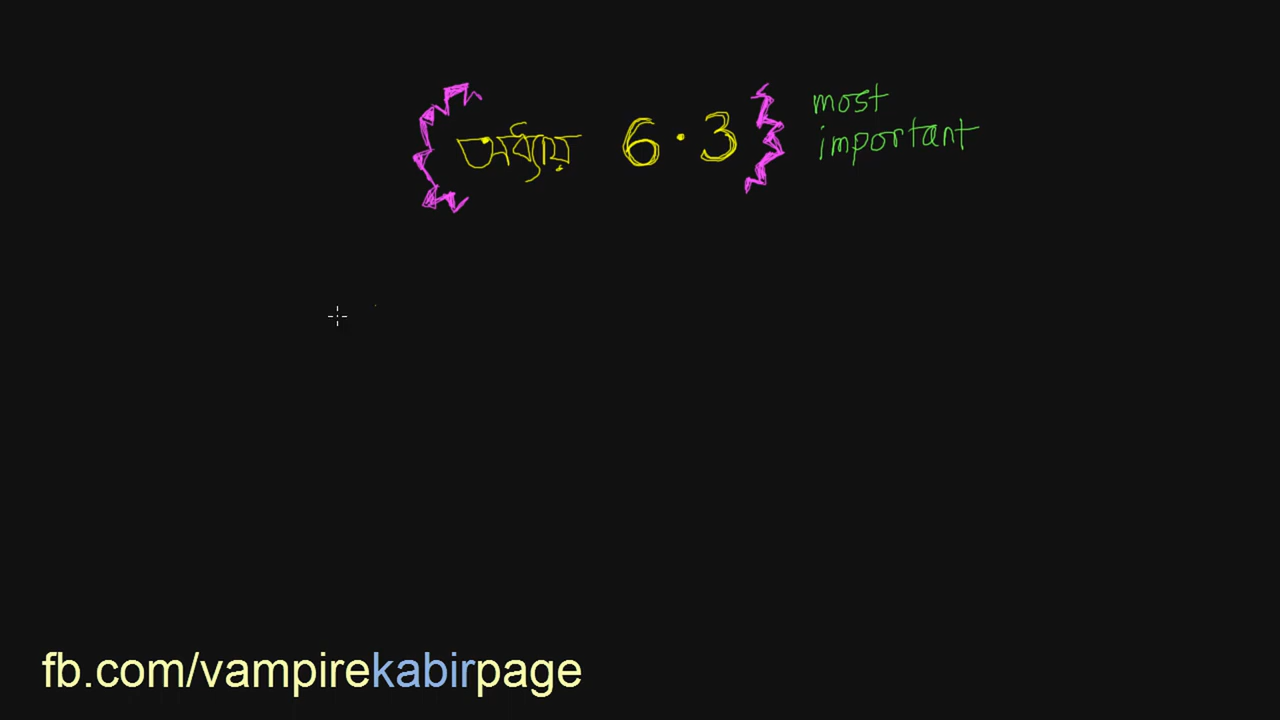 অধ্যায় 6.3
most
important
fb.com/vampirekabirpage